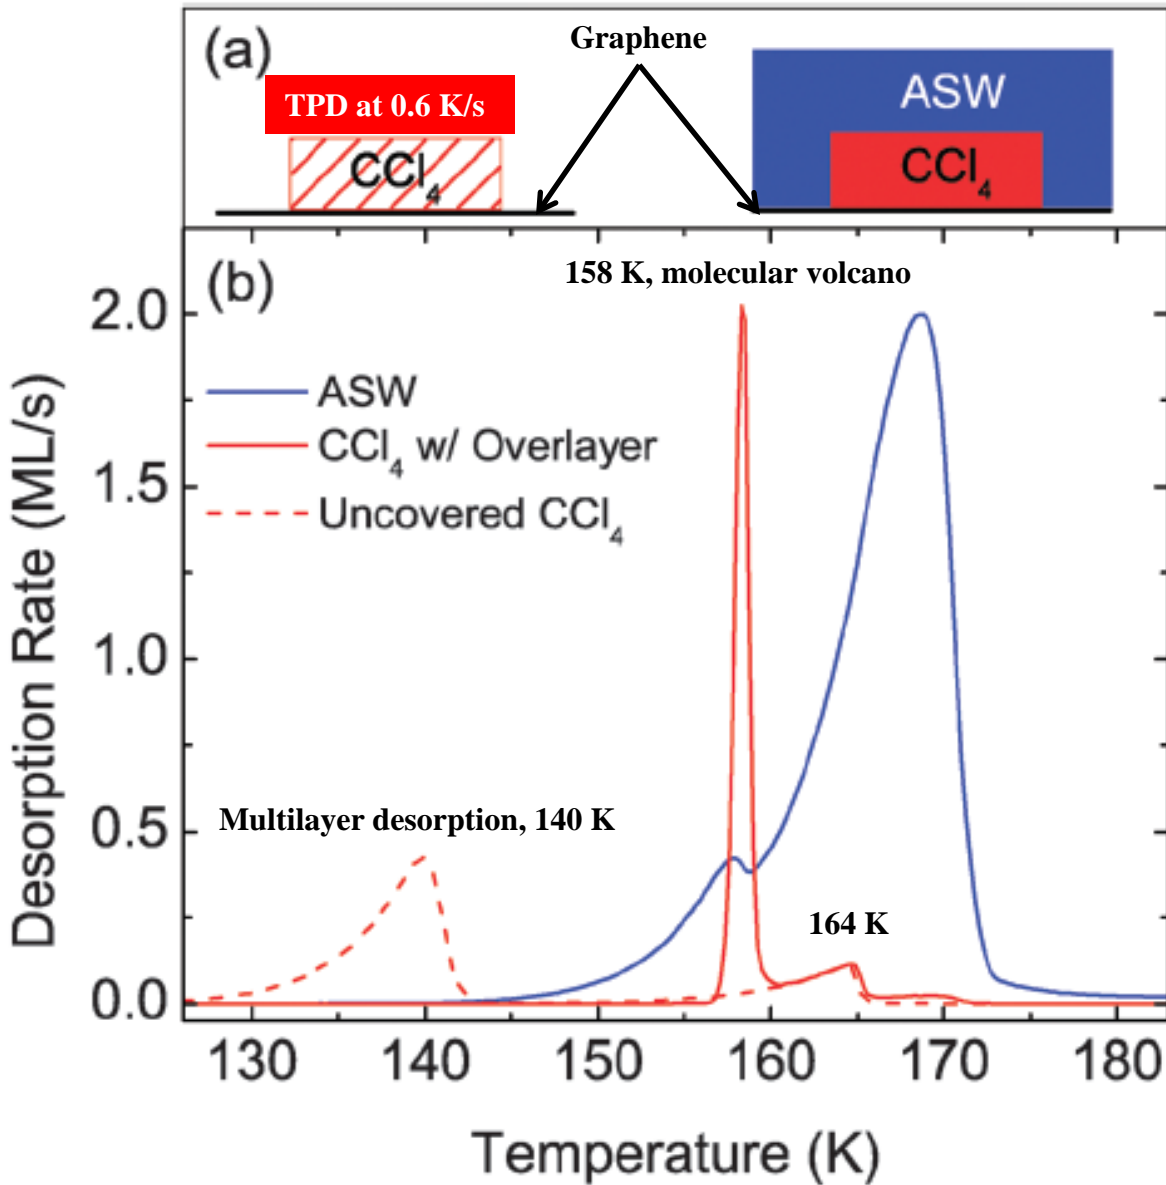 (a)
Graphene
TPD at 0.6 K/s
CCl₄
ASW
CCl₄
(b)
158 K, molecular volcano
ASW
CCl₄ w/ Overlayer
Uncovered CCl₄
Multilayer desorption, 140 K
164 K
2.0
1.5
1.0
0.5
0.0
Desorption Rate (ML/s)
130 140 150 160 170 180
Temperature (K)